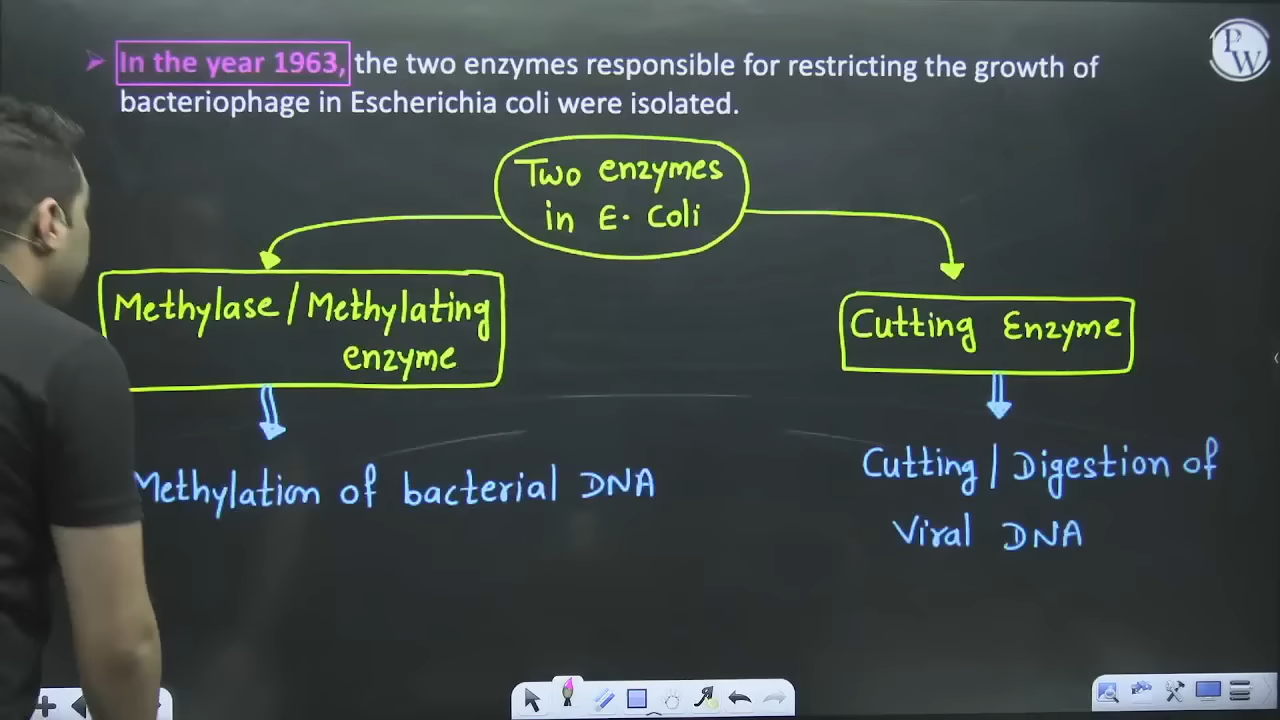 In the year 1963, the two enzymes responsible for restricting the growth of
bacteriophage in Escherichia coli were isolated.
PW
Two enzymes
in E. Coli
Methylase / Methylating
enzyme
Cutting Enzyme
Methylation of bacterial DNA
Cutting / Digestion of
Viral DNA